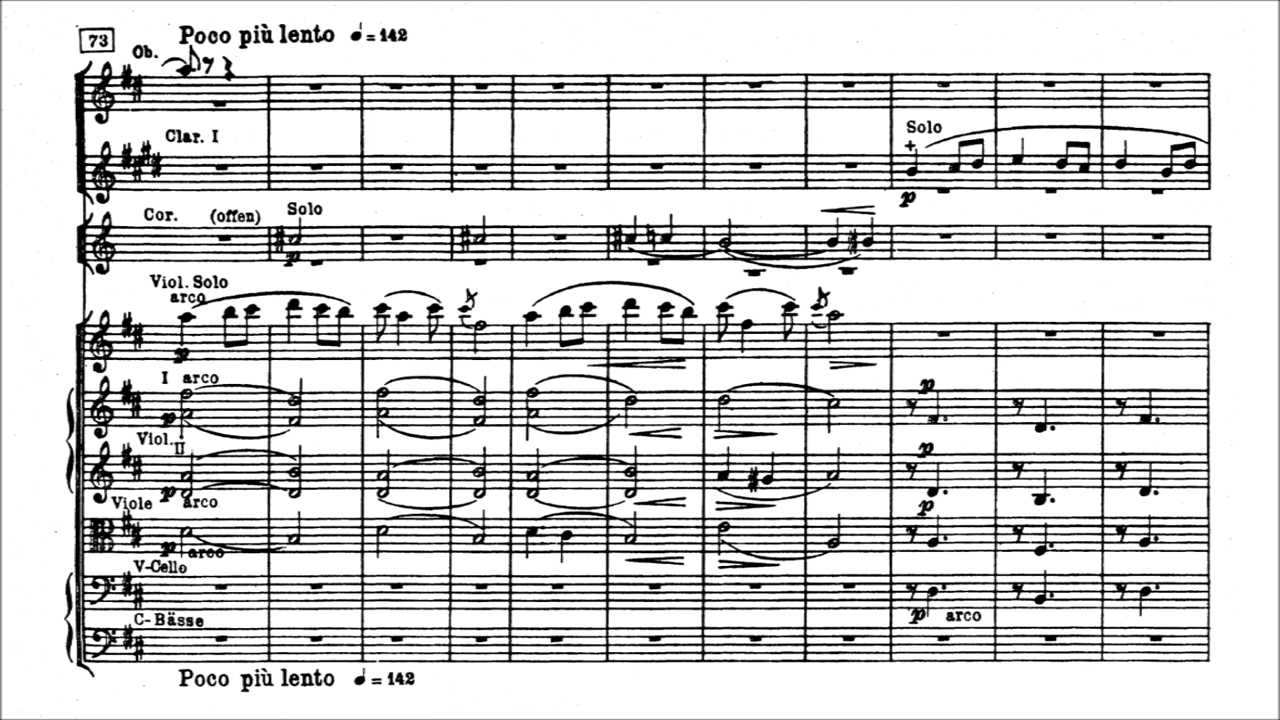 73 Poco più lento ♩= 142
Ob.
Clar. I
Solo
+
p
Cor. (offen) Solo
p
Viol. Solo
arco
p
I arco
p
p
Viol.
II
p
p arco
Viole
p
p arco
V-Cello
p arco
C-Bässe
Poco più lento ♩= 142